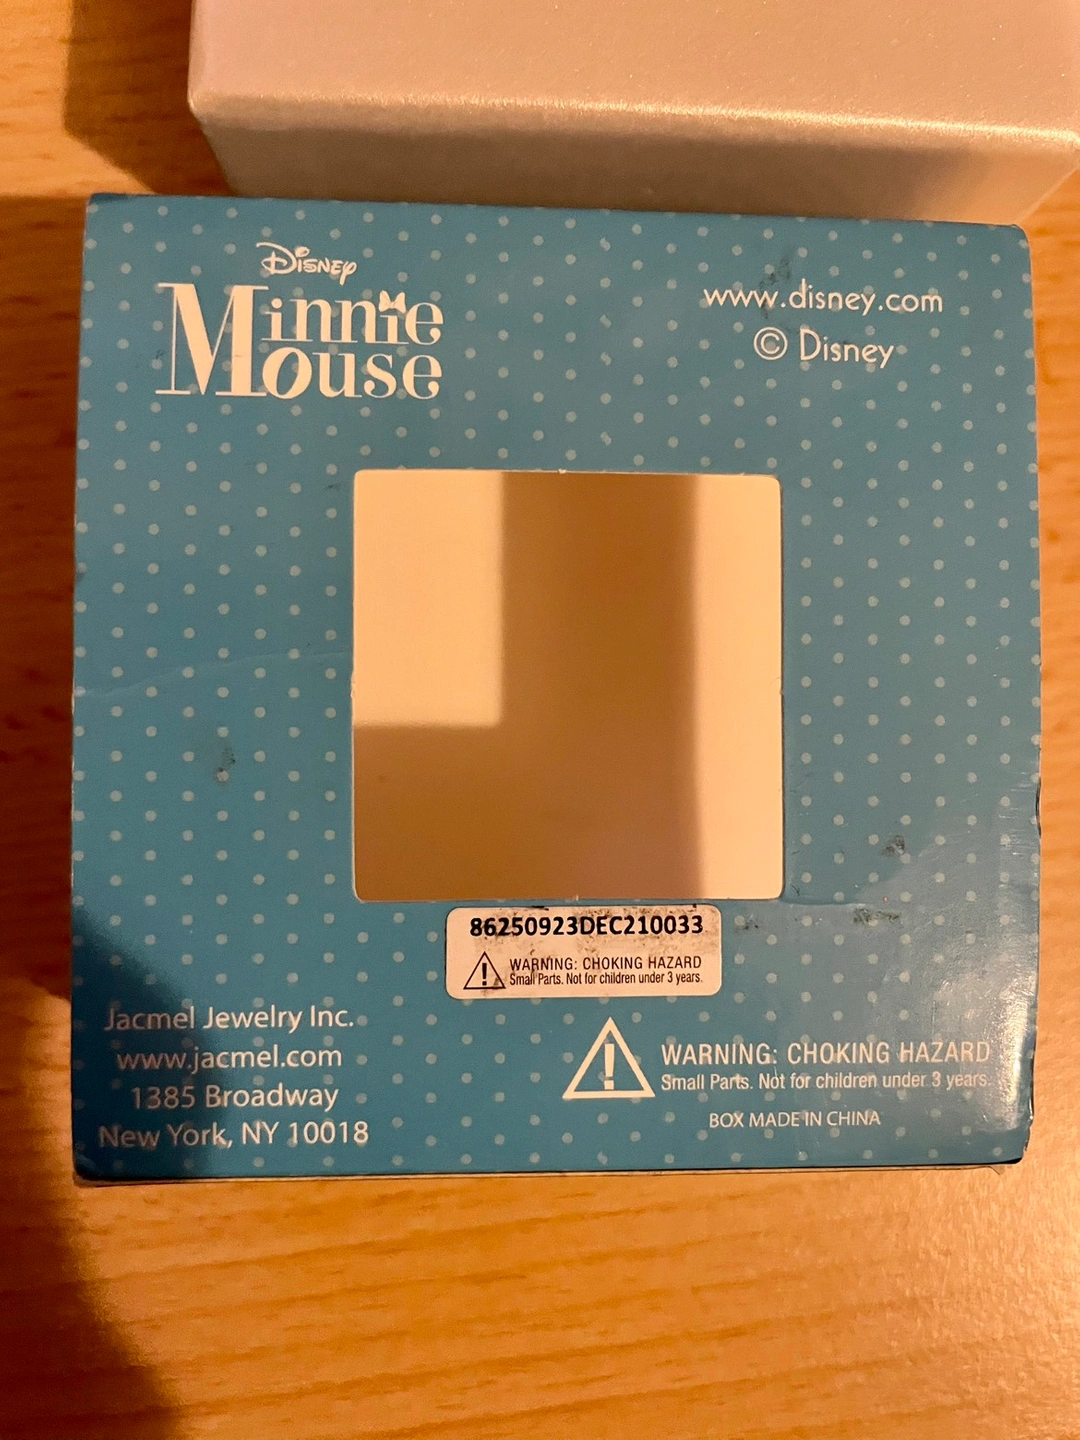 Disney
Minnie
Mouse
www.disney.com
© Disney
86250923DEC210033
WARNING: CHOKING HAZARD
Small Parts. Not for children under 3 years.
Jacmel Jewelry Inc.
www.jacmel.com
1385 Broadway
New York, NY 10018
WARNING: CHOKING HAZARD
Small Parts. Not for children under 3 years.
BOX MADE IN CHINA